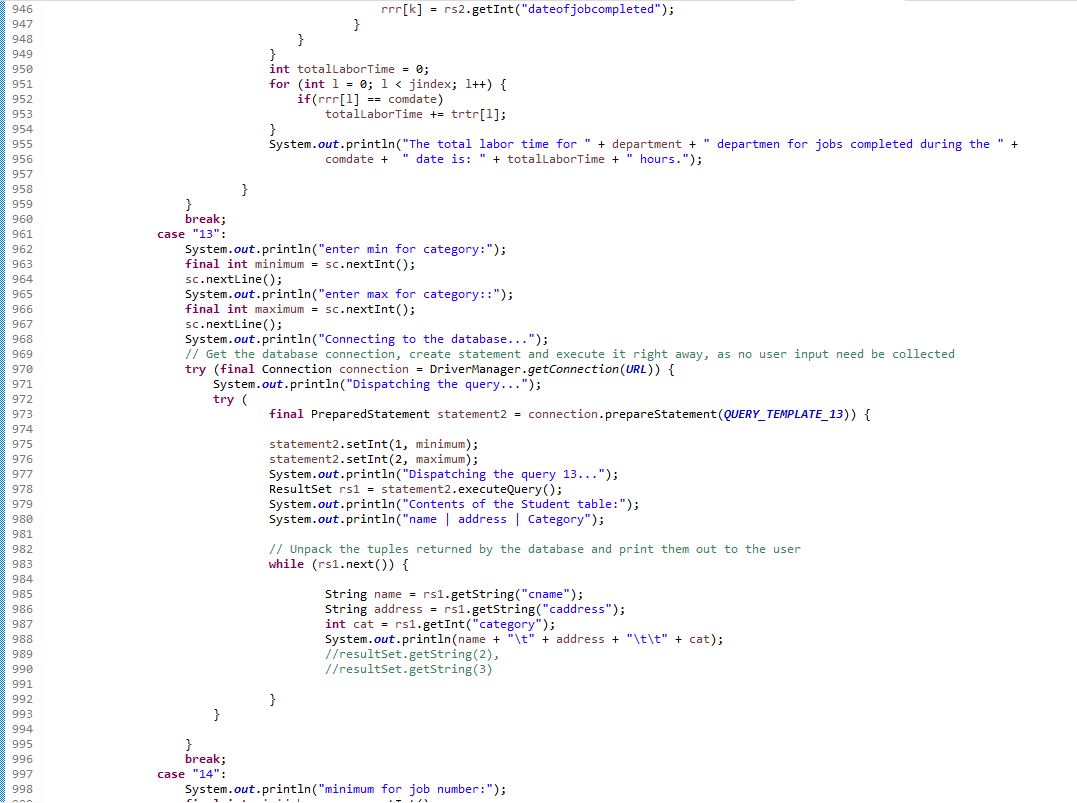 946 rrr[k] = rs2.getInt("dateofjobcompleted");
947 }
948 }
949 }
950 int totalLaborTime = 0;
951 for (int l = 0; l < jindex; l++) {
952 if(rrr[l] == comdate)
953 totalLaborTime += trtr[l];
954 }
955 System.out.println("The total labor time for " + department + " departmen for jobs completed during the " +
956 comdate + " date is: " + totalLaborTime + " hours.");
957
958 }
959 }
960 break;
961 case "13":
962 System.out.println("enter min for category:");
963 final int minimum = sc.nextInt();
964 sc.nextLine();
965 System.out.println("enter max for category::");
966 final int maximum = sc.nextInt();
967 sc.nextLine();
968 System.out.println("Connecting to the database...");
969 // Get the database connection, create statement and execute it right away, as no user input need be collected
970 try (final Connection connection = DriverManager.getConnection(URL)) {
971 System.out.println("Dispatching the query...");
972 try (
973 final PreparedStatement statement2 = connection.prepareStatement(QUERY_TEMPLATE_13)) {
974
975 statement2.setInt(1, minimum);
976 statement2.setInt(2, maximum);
977 System.out.println("Dispatching the query 13...");
978 ResultSet rs1 = statement2.executeQuery();
979 System.out.println("Contents of the Student table:");
980 System.out.println("name | address | Category");
981
982 // Unpack the tuples returned by the database and print them out to the user
983 while (rs1.next()) {
984
985 String name = rs1.getString("cname");
986 String address = rs1.getString("caddress");
987 int cat = rs1.getInt("category");
988 System.out.println(name + "\t" + address + "\t\t" + cat);
989 //resultSet.getString(2),
990 //resultSet.getString(3)
991
992 }
993 }
994
995 }
996 break;
997 case "14":
998 System.out.println("minimum for job number:");